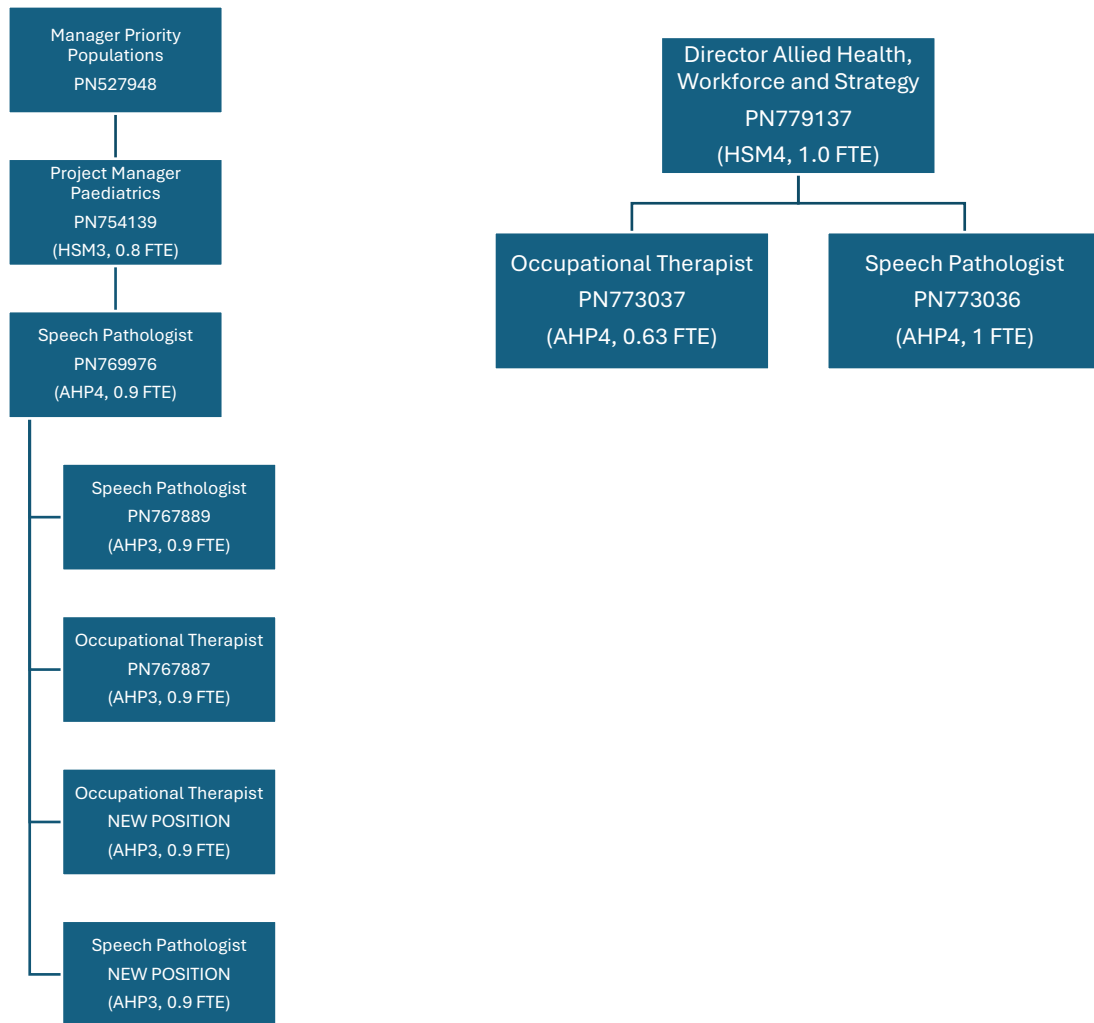 Manager Priority
Populations
PN527948
Project Manager
Paediatrics
PN754139
(HSM3, 0.8 FTE)
Speech Pathologist
PN769976
(AHP4, 0.9 FTE)
Speech Pathologist
PN767889
(AHP3, 0.9 FTE)
Occupational Therapist
PN767887
(AHP3, 0.9 FTE)
Occupational Therapist
NEW POSITION
(AHP3, 0.9 FTE)
Speech Pathologist
NEW POSITION
(AHP3, 0.9 FTE)
Director Allied Health,
Workforce and Strategy
PN779137
(HSM4, 1.0 FTE)
Occupational Therapist
PN773037
(AHP4, 0.63 FTE)
Speech Pathologist
PN773036
(AHP4, 1 FTE)